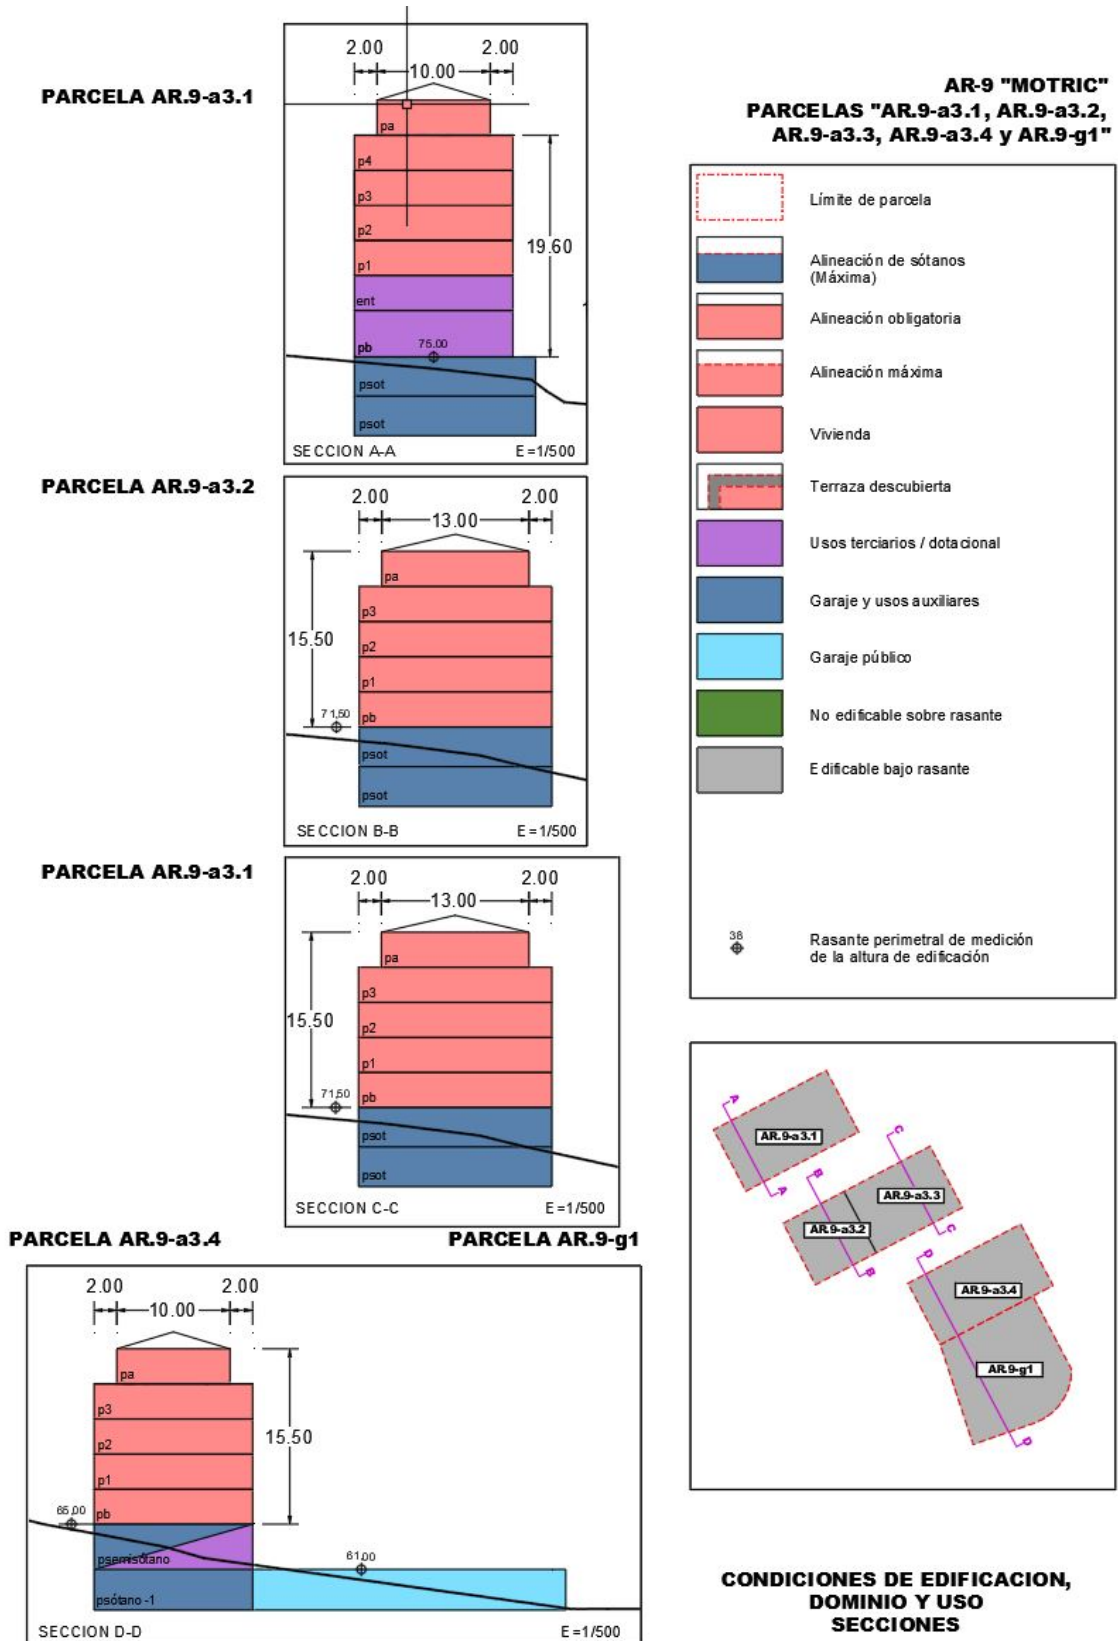 PARCELA AR.9-a3.1
2.00
2.00
10.00
pa
p4
p3
p2
p1
ent
pb
75.00
19.60
psot
psot
SECCION A-A
E=1/500
PARCELA AR.9-a3.2
2.00
2.00
13.00
pa
p3
p2
p1
pb
15.50
71,50
psot
psot
SECCION B-B
E=1/500
PARCELA AR.9-a3.1
2.00
2.00
13.00
pa
p3
p2
p1
pb
15.50
71,50
psot
psot
SECCION C-C
E=1/500
PARCELA AR.9-a3.4
PARCELA AR.9-g1
2.00
2.00
10.00
pa
p3
p2
p1
pb
15.50
65,00
61,00
psemisótano
psótano -1
SECCION D-D
E=1/500
AR-9 "MOTRIC"
PARCELAS "AR.9-a3.1, AR.9-a3.2,
AR.9-a3.3, AR.9-a3.4 y AR.9-g1"
Límite de parcela
Alineación de sótanos
(Máxima)
Alineación obligatoria
Alineación máxima
Vivienda
Terraza descubierta
Usos terciarios / dotacional
Garaje y usos auxiliares
Garaje público
No edificable sobre rasante
Edificable bajo rasante
38
Rasante perimetral de medición
de la altura de edificación
A
AR.9-a3.1
A
C
B
AR.9-a3.3
AR.9-a3.2
C
B
D
AR.9-a3.4
AR.9-g1
D
CONDICIONES DE EDIFICACION,
DOMINIO Y USO
SECCIONES